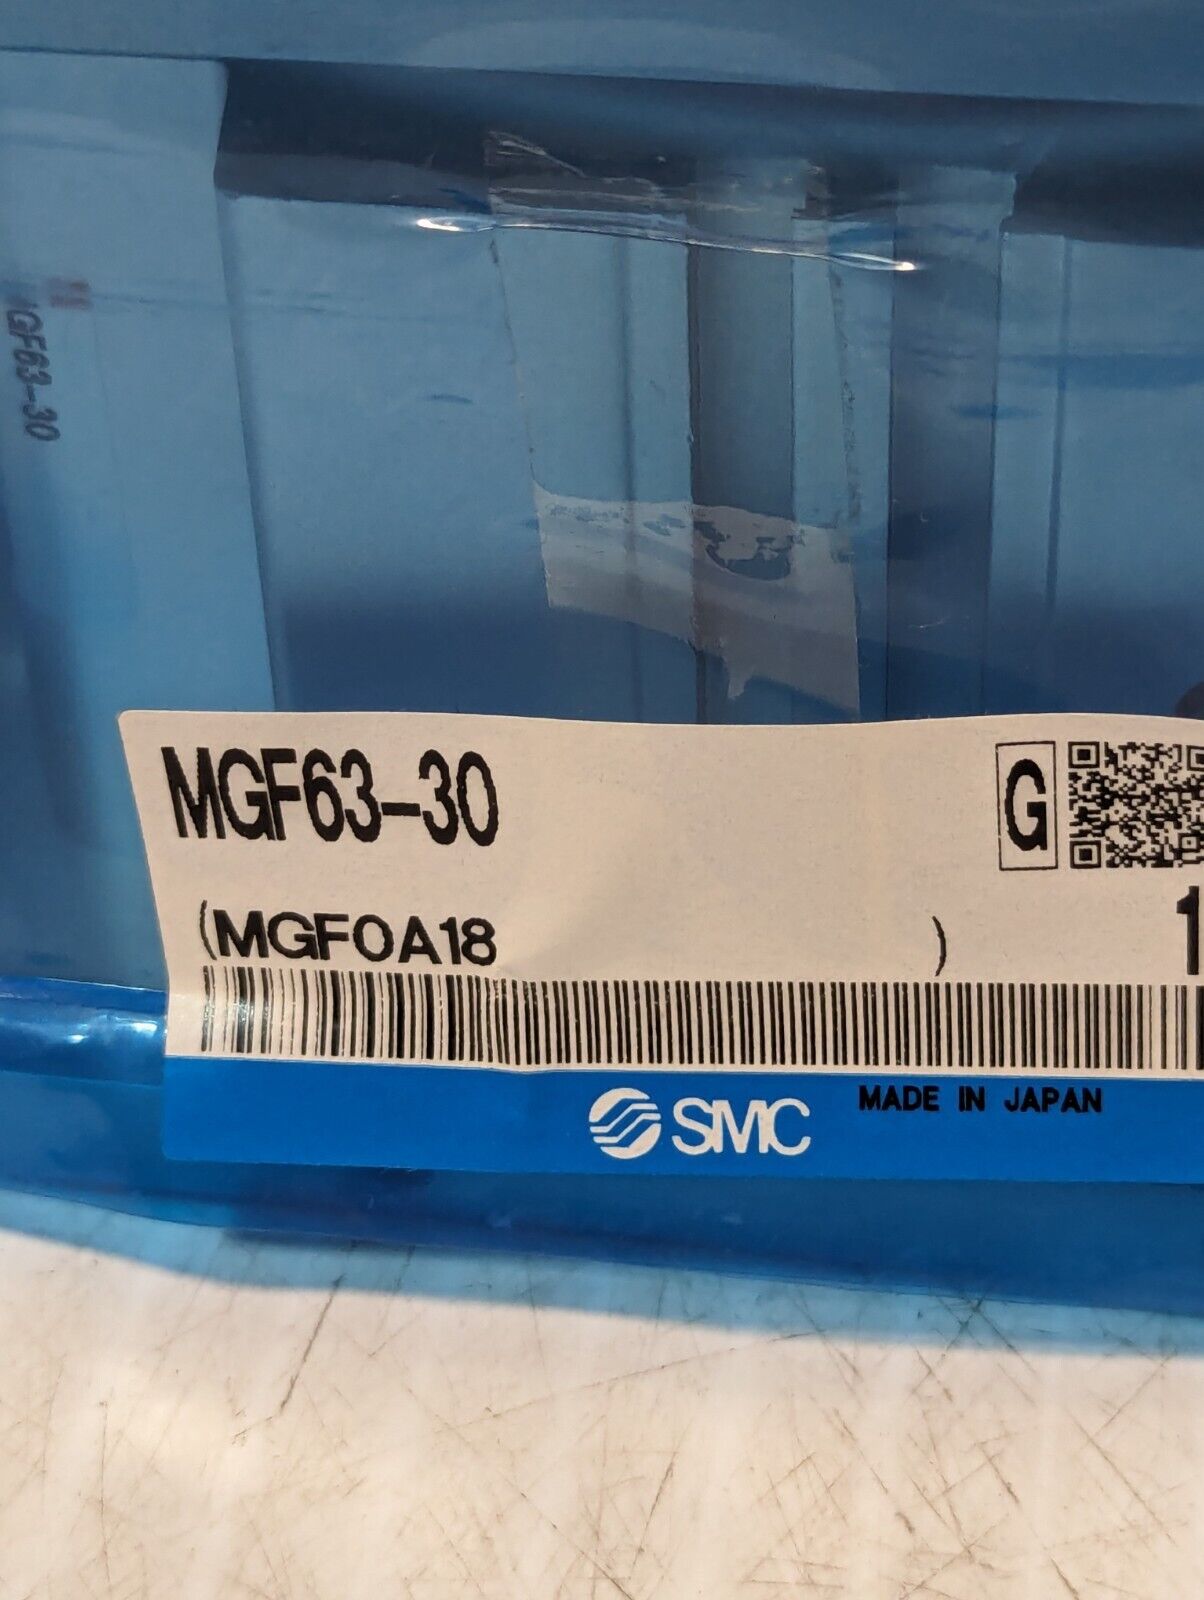 MGF63-30
MGF63-30
G
(MGF0A18 )
1
SMC
MADE IN JAPAN